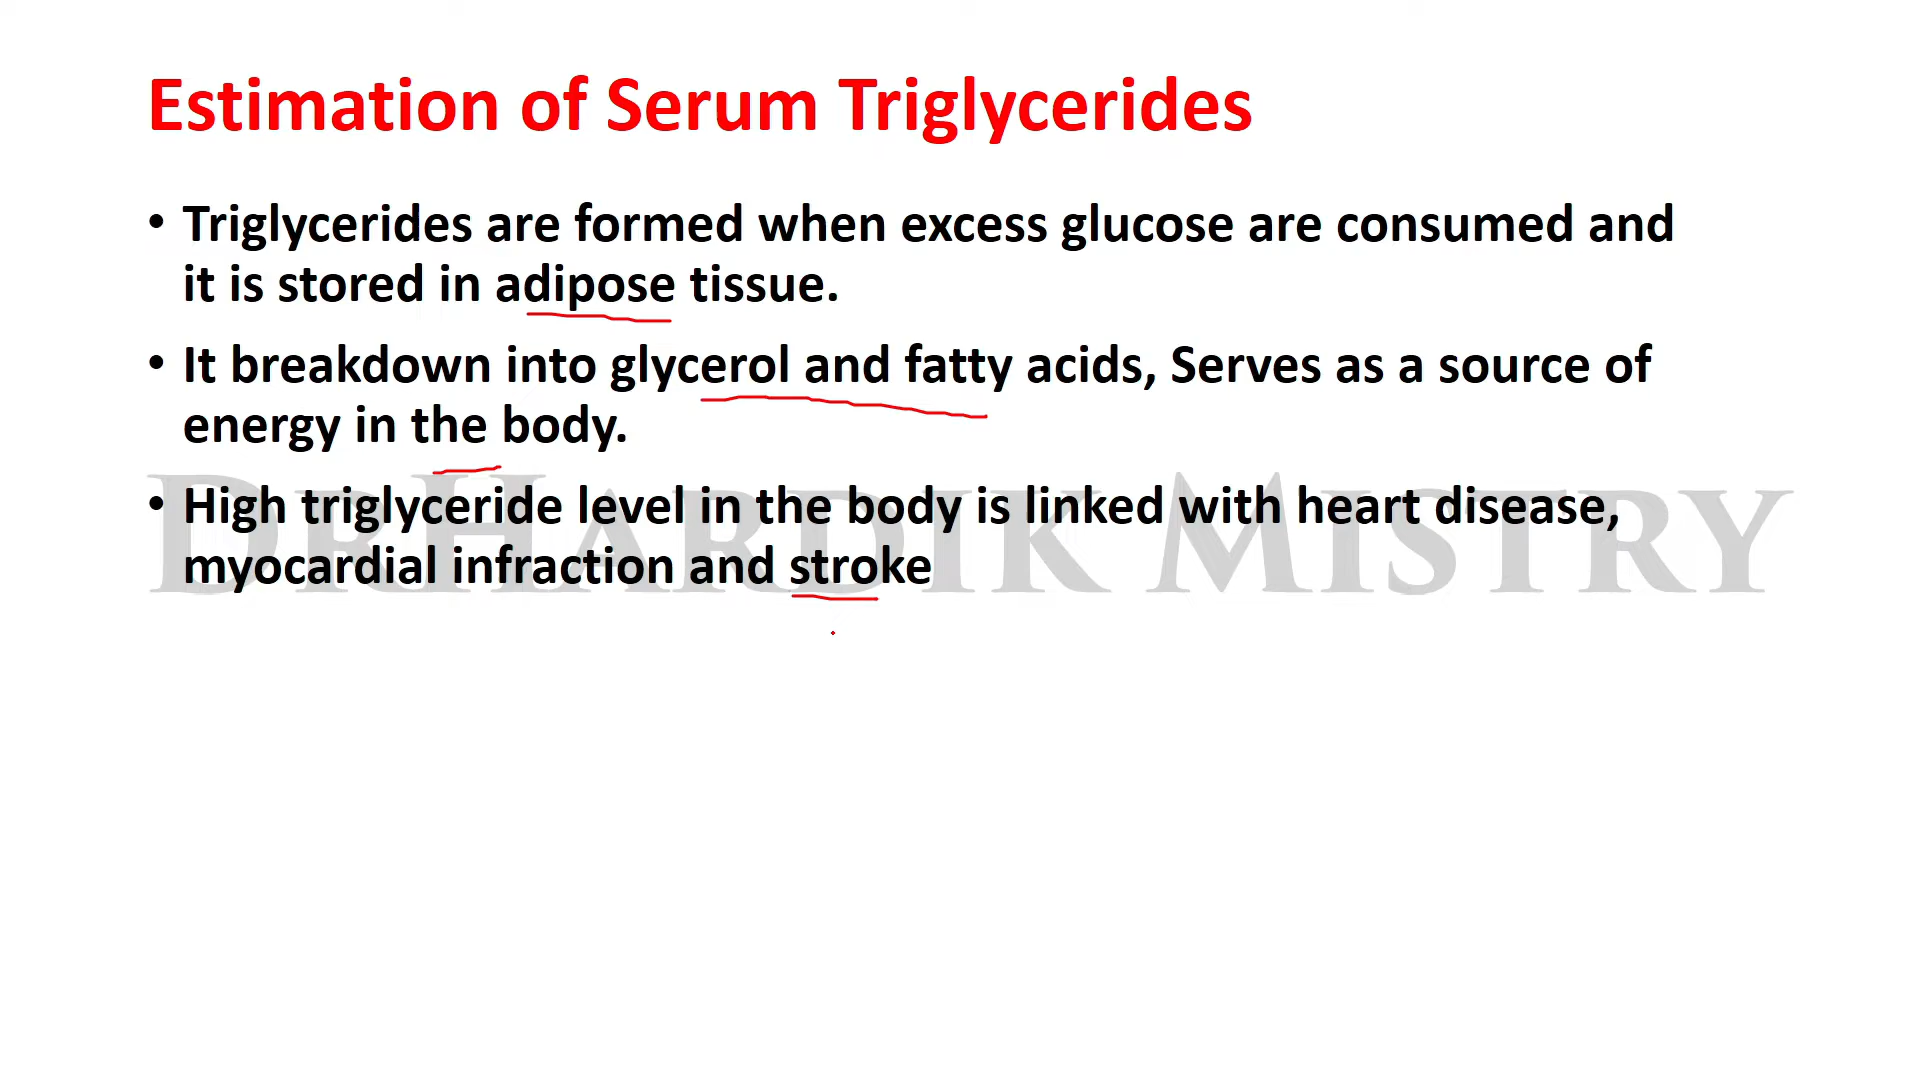 Estimation of Serum Triglycerides
• Triglycerides are formed when excess glucose are consumed and
it is stored in adipose tissue.
• It breakdown into glycerol and fatty acids, Serves as a source of
energy in the body.
• High triglyceride level in the body is linked with heart disease,
myocardial infraction and stroke
DRHARDIK MISTRY